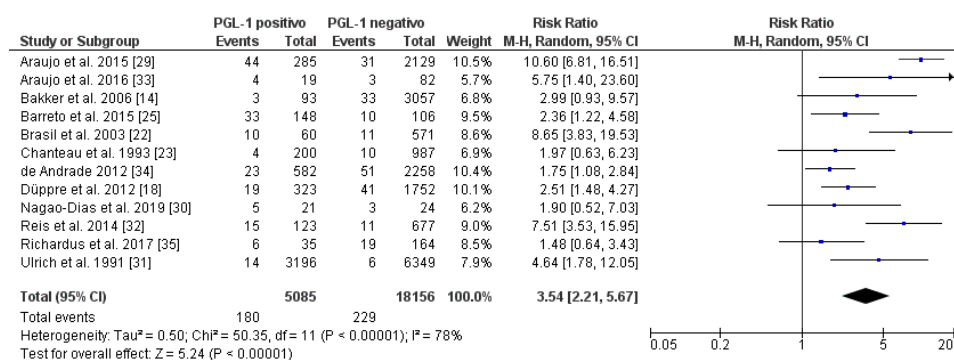 PGL-1 positivo PGL-1 negativo Risk Ratio Risk Ratio
Study or Subgroup Events Total Events Total Weight M-H, Random, 95% CI M-H, Random, 95% CI
Araujo et al. 2015 [29] 44 285 31 2129 10.5% 10.60 [6.81, 16.51]
Araujo et al. 2016 [33] 4 19 3 82 5.4% 5.75 [1.40, 23.60]
Bakker et al. 2006 [14] 3 93 33 3057 6.8% 2.99 [0.93, 9.57]
Barreto et al. 2015 [25] 33 148 10 106 9.2% 2.36 [1.22, 4.58]
Brasil et al. 2003 [22] 10 60 11 571 8.6% 8.65 [3.83, 19.53]
Chanteau et al. 1993 [23] 4 200 10 987 6.9% 1.97 [0.63, 6.23]
de Andrade 2012 [34] 23 582 51 2258 10.4% 1.75 [1.08, 2.84]
Düppre et al. 2012 [18] 19 323 41 1752 10.1% 2.51 [1.48, 4.27]
Nagao-Dias et al. 2019 [30] 5 21 3 24 6.2% 1.90 [0.52, 7.03]
Reis et al. 2014 [32] 15 123 11 677 8.9% 7.51 [3.53, 15.95]
Richardus et al. 2017 [35] 6 35 19 164 8.5% 1.48 [0.64, 3.43]
Ulrich et al. 1991 [31] 14 3196 6 6349 7.9% 4.64 [1.78, 12.05]
Total (95% CI) 5085 18156 100.0% 3.54 [2.21, 5.67]
Total events 180 229
Heterogeneity: Tau² = 0.50; Chi² = 50.35, df = 11 (P < 0.00001); I² = 78%
Test for overall effect: Z = 5.24 (P < 0.00001)
0.05 0.2 1 5 20